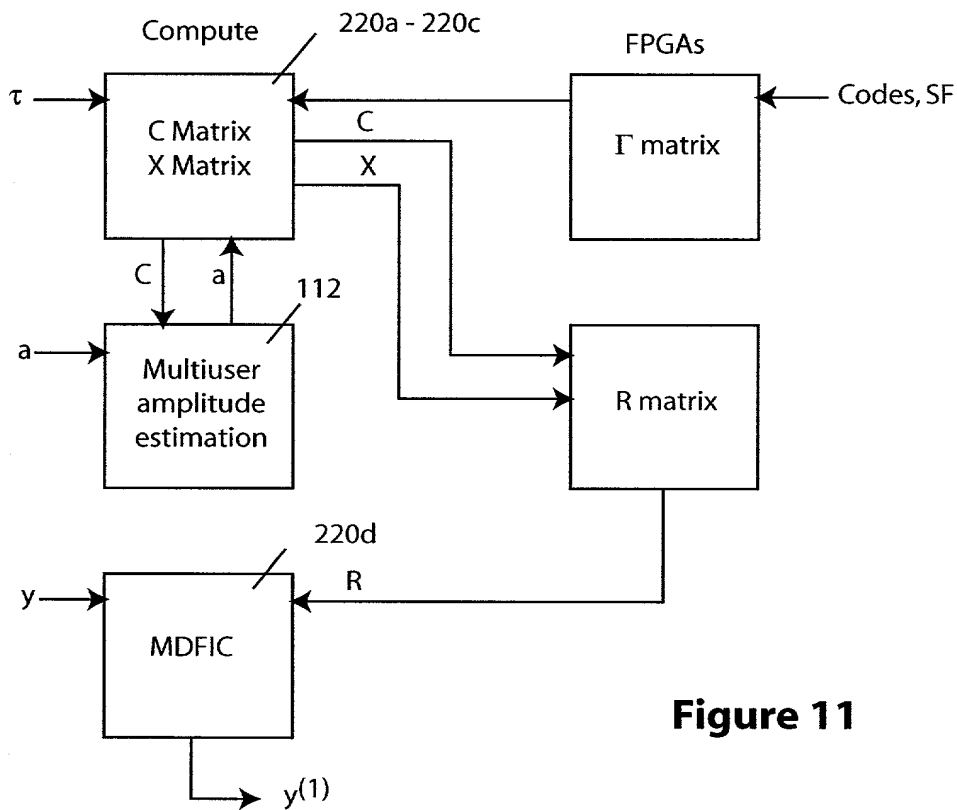 Compute
220a - 220c
FPGAs
τ
C Matrix
X Matrix
C
X
Γ matrix
Codes, SF
C
a
112
a
Multiuser
amplitude
estimation
R matrix
220d
y
R
MDFIC
Figure 11
y(1)